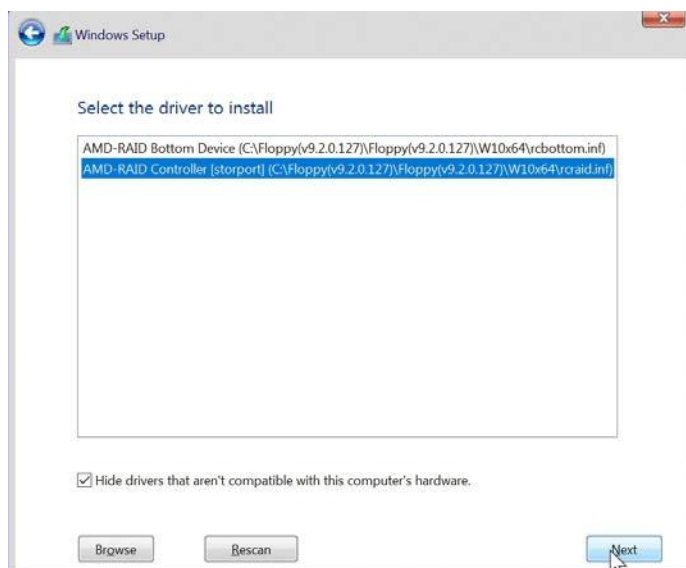 Windows Setup
Select the driver to install
AMD-RAID Bottom Device (C:\Floppy(v9.2.0.127)\Floppy(v9.2.0.127)\W10x64\rcbottom.inf)
AMD-RAID Controller [storport] (C:\Floppy(v9.2.0.127)\Floppy(v9.2.0.127)\W10x64\rcraid.inf)
Hide drivers that aren't compatible with this computer's hardware.
Browse Rescan Next